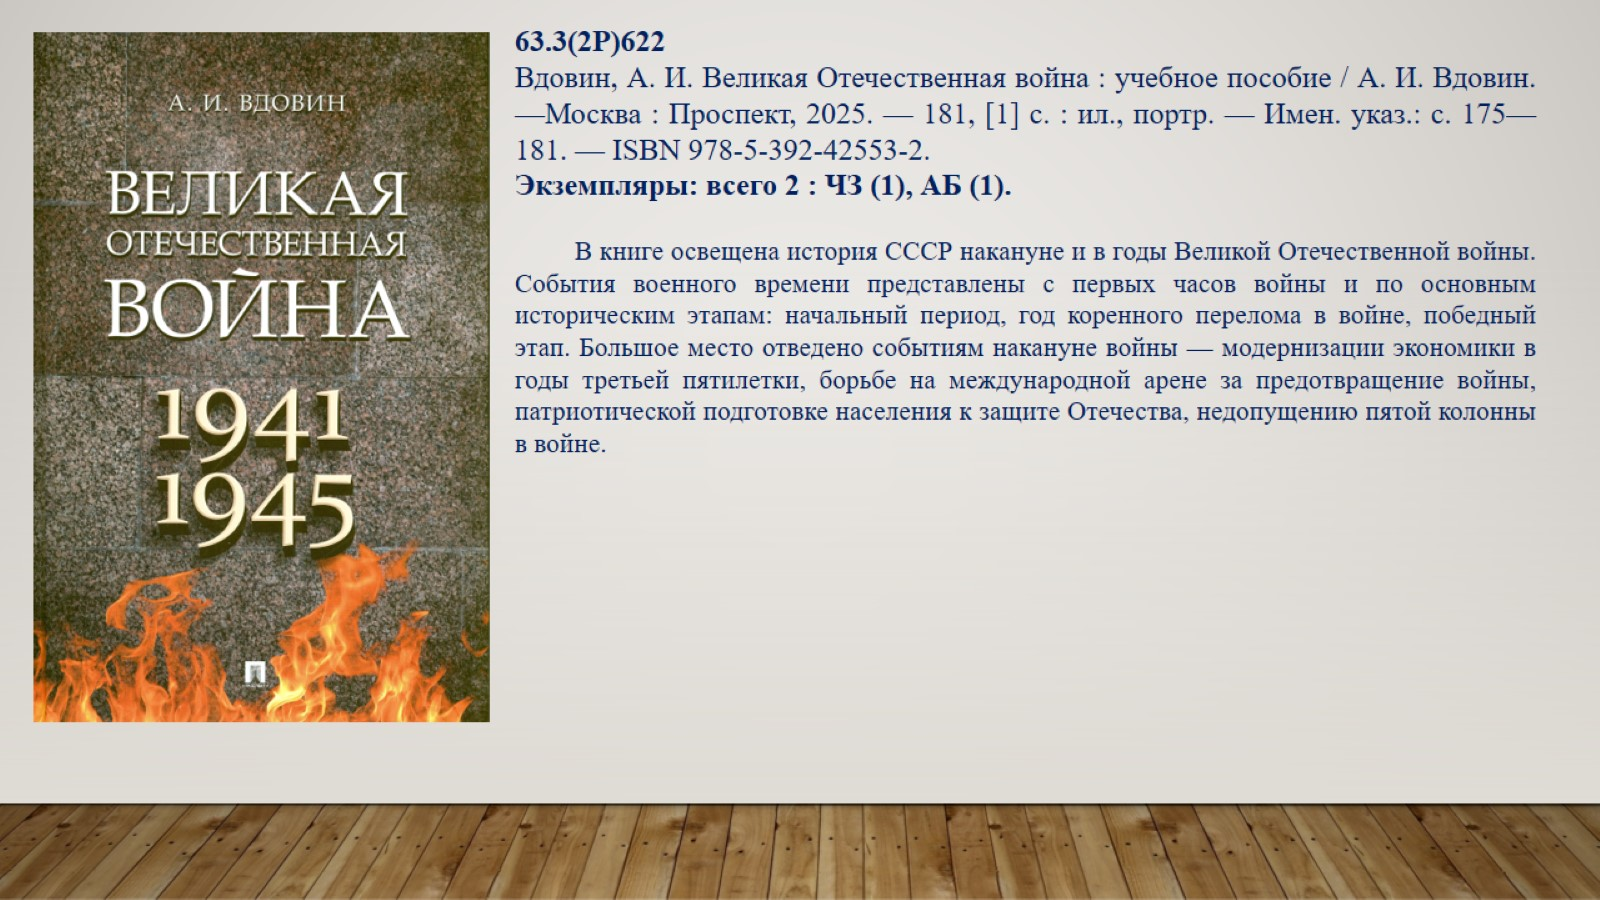 А. И. ВДОВИН
ВЕЛИКАЯ
ОТЕЧЕСТВЕННАЯ
ВОЙНА
1941
1945
П
63.3(2Р)622
Вдовин, А. И. Великая Отечественная война : учебное пособие / А. И. Вдовин.
—Москва : Проспект, 2025. — 181, [1] с. : ил., портр. — Имен. указ.: с. 175—
181. — ISBN 978-5-392-42553-2.
Экземпляры: всего 2 : ЧЗ (1), АБ (1).
В книге освещена история СССР накануне и в годы Великой Отечественной войны.
События военного времени представлены с первых часов войны и по основным
историческим этапам: начальный период, год коренного перелома в войне, победный
этап. Большое место отведено событиям накануне войны — модернизации экономики в
годы третьей пятилетки, борьбе на международной арене за предотвращение войны,
патриотической подготовке населения к защите Отечества, недопущению пятой колонны
в войне.